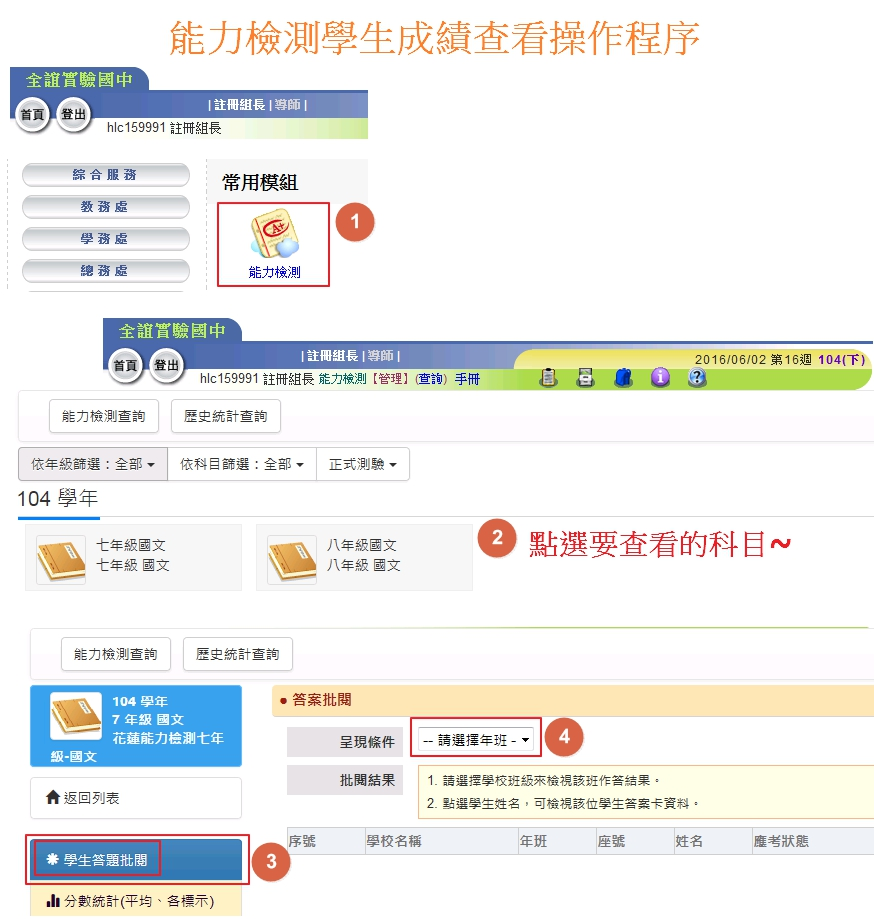 能力檢測學生成績查看操作程序
全誼實驗國中
首頁 登出 | 註冊組長 | 導師 |
hlc159991 註冊組長
綜合服務
教務處
學務處
總務處
常用模組
A+
能力檢測
1
全誼實驗國中
首頁 登出 | 註冊組長 | 導師 |
2016/06/02 第16週 104(下)
hlc159991 註冊組長 能力檢測【管理】(查詢) 手冊
能力檢測查詢 歷史統計查詢
依年級篩選：全部 依科目篩選：全部 正式測驗
104 學年
七年級國文
七年級 國文
八年級國文
八年級 國文
2 點選要查看的科目~
能力檢測查詢 歷史統計查詢
104 學年
7 年級 國文
花蓮能力檢測七年
級-國文
返回列表
學生答題批閱
3
分數統計(平均、各標示)
答案批閱
呈現條件 -- 請選擇年班 -
4
批閱結果
1. 請選擇學校班級來檢視該班作答結果。
2. 點選學生姓名，可檢視該位學生答案卡資料。
序號 學校名稱 年班 座號 姓名 應考狀態